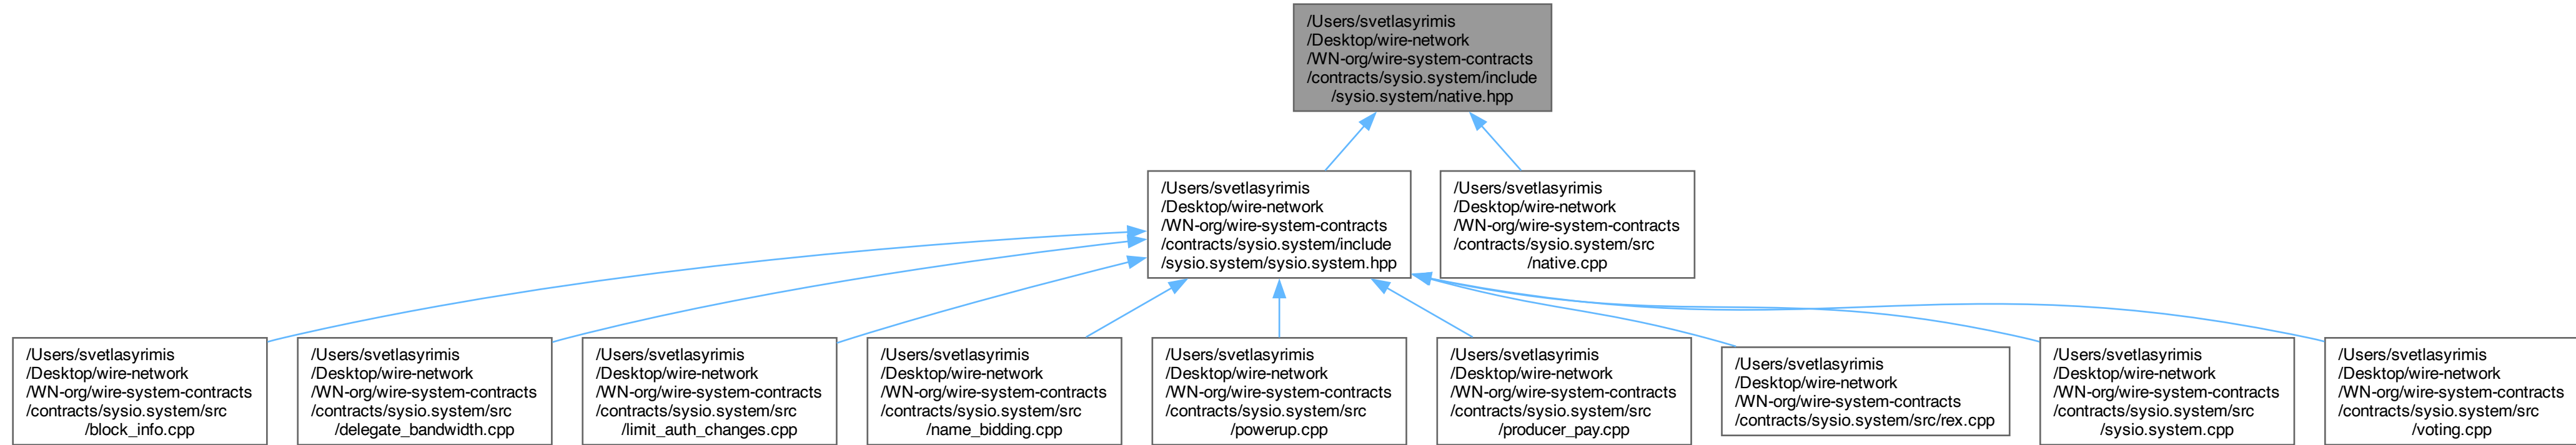 /Users/svetlasyrimis
/Desktop/wire-network
/WN-org/wire-system-contracts
/contracts/sysio.system/include
/sysio.system/native.hpp
/Users/svetlasyrimis
/Desktop/wire-network
/WN-org/wire-system-contracts
/contracts/sysio.system/include
/sysio.system/sysio.system.hpp
/Users/svetlasyrimis
/Desktop/wire-network
/WN-org/wire-system-contracts
/contracts/sysio.system/src
/native.cpp
/Users/svetlasyrimis
/Desktop/wire-network
/WN-org/wire-system-contracts
/contracts/sysio.system/src
/block_info.cpp
/Users/svetlasyrimis
/Desktop/wire-network
/WN-org/wire-system-contracts
/contracts/sysio.system/src
/delegate_bandwidth.cpp
/Users/svetlasyrimis
/Desktop/wire-network
/WN-org/wire-system-contracts
/contracts/sysio.system/src
/limit_auth_changes.cpp
/Users/svetlasyrimis
/Desktop/wire-network
/WN-org/wire-system-contracts
/contracts/sysio.system/src
/name_bidding.cpp
/Users/svetlasyrimis
/Desktop/wire-network
/WN-org/wire-system-contracts
/contracts/sysio.system/src
/powerup.cpp
/Users/svetlasyrimis
/Desktop/wire-network
/WN-org/wire-system-contracts
/contracts/sysio.system/src
/producer_pay.cpp
/Users/svetlasyrimis
/Desktop/wire-network
/WN-org/wire-system-contracts
/contracts/sysio.system/src/rex.cpp
/Users/svetlasyrimis
/Desktop/wire-network
/WN-org/wire-system-contracts
/contracts/sysio.system/src
/sysio.system.cpp
/Users/svetlasyrimis
/Desktop/wire-network
/WN-org/wire-system-contracts
/contracts/sysio.system/src
/voting.cpp